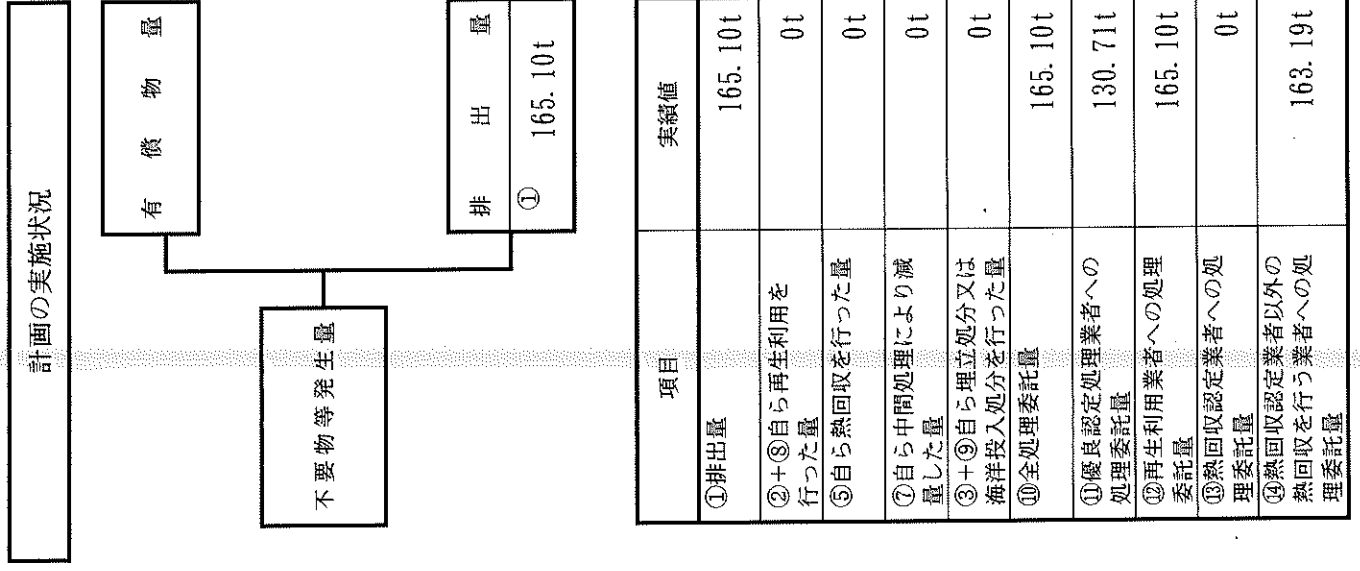 計画の実施状況
有償物量
不要物等発生量
排出量
①
165.10t
項目
実績値
①排出量
165.10t
②+⑧自ら再生利用を
行った量
0t
⑤自ら熱回収を行った量
0t
⑦自ら中間処理により減
量した量
0t
③+⑨自ら埋立処分又は
海洋投入処分を行った量
0t
⑩全処理委託量
165.10t
⑪優良認定処理業者への
処理委託量
130.71t
⑫再生利用業者への処理
委託量
165.10t
⑬熱回収認定業者への処
理委託量
0t
⑭熱回収認定業者以外の
熱回収を行う業者への処
理委託量
163.19t